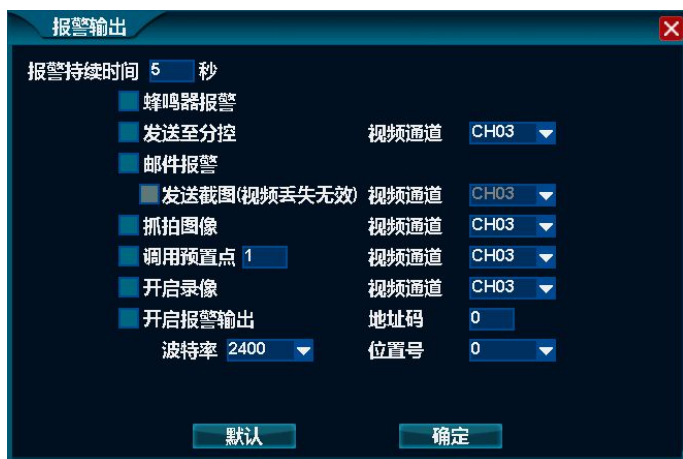 报警输出
报警持续时间 5 秒
蜂鸣器报警
发送至分控 视频通道 CH03
邮件报警
发送截图(视频丢失无效) 视频通道 CH03
抓拍图像 视频通道 CH03
调用预置点 1 视频通道 CH03
开启录像 视频通道 CH03
开启报警输出 地址码 0
波特率 2400 位置号 0
默认 确定